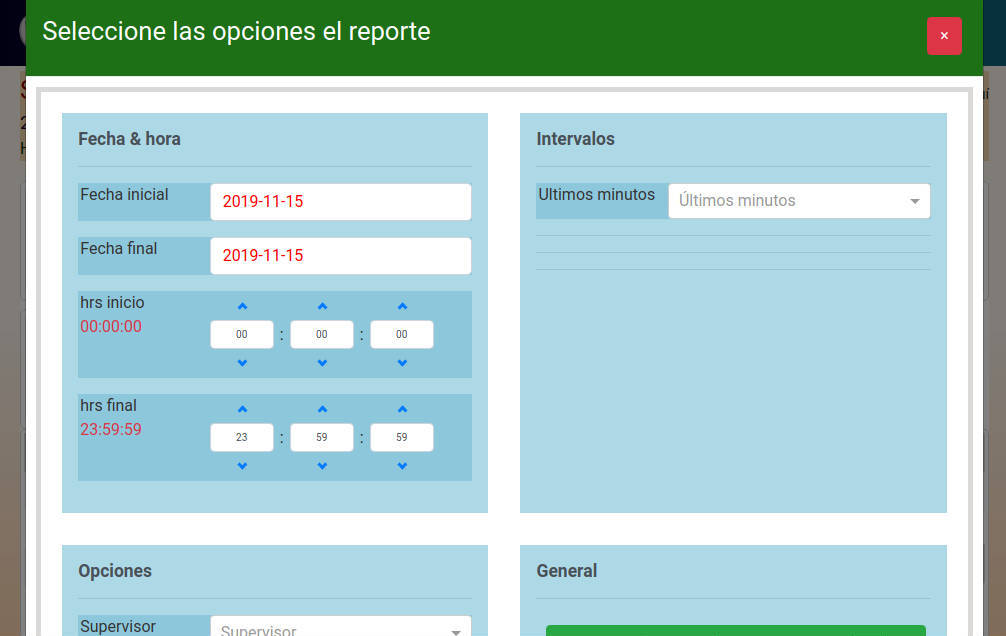 Seleccione las opciones el reporte
×
Fecha & hora
Fecha inicial
2019-11-15
Fecha final
2019-11-15
hrs inicio
00:00:00
00 : 00 : 00
hrs final
23:59:59
23 : 59 : 59
Intervalos
Ultimos minutos
Últimos minutos
Opciones
Supervisor
Supervisor
General